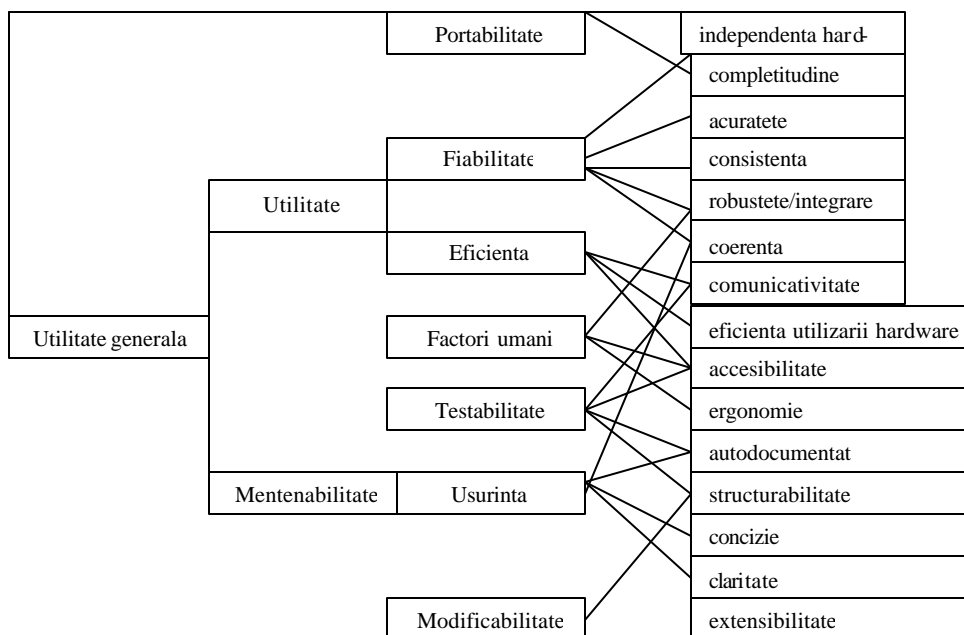 Portabilitate
independenta hard-
completitudine
acuratete
Fiabilitate
consistenta
Utilitate
robustete/integrare
Eficienta
coerenta
comunicativitate
Utilitate generala
Factori umani
eficienta utilizarii hardware
accesibilitate
Testabilitate
ergonomie
autodocumentat
Mentenabilitate
Usurinta
structurabilitate
concizie
claritate
Modificabilitate
extensibilitate